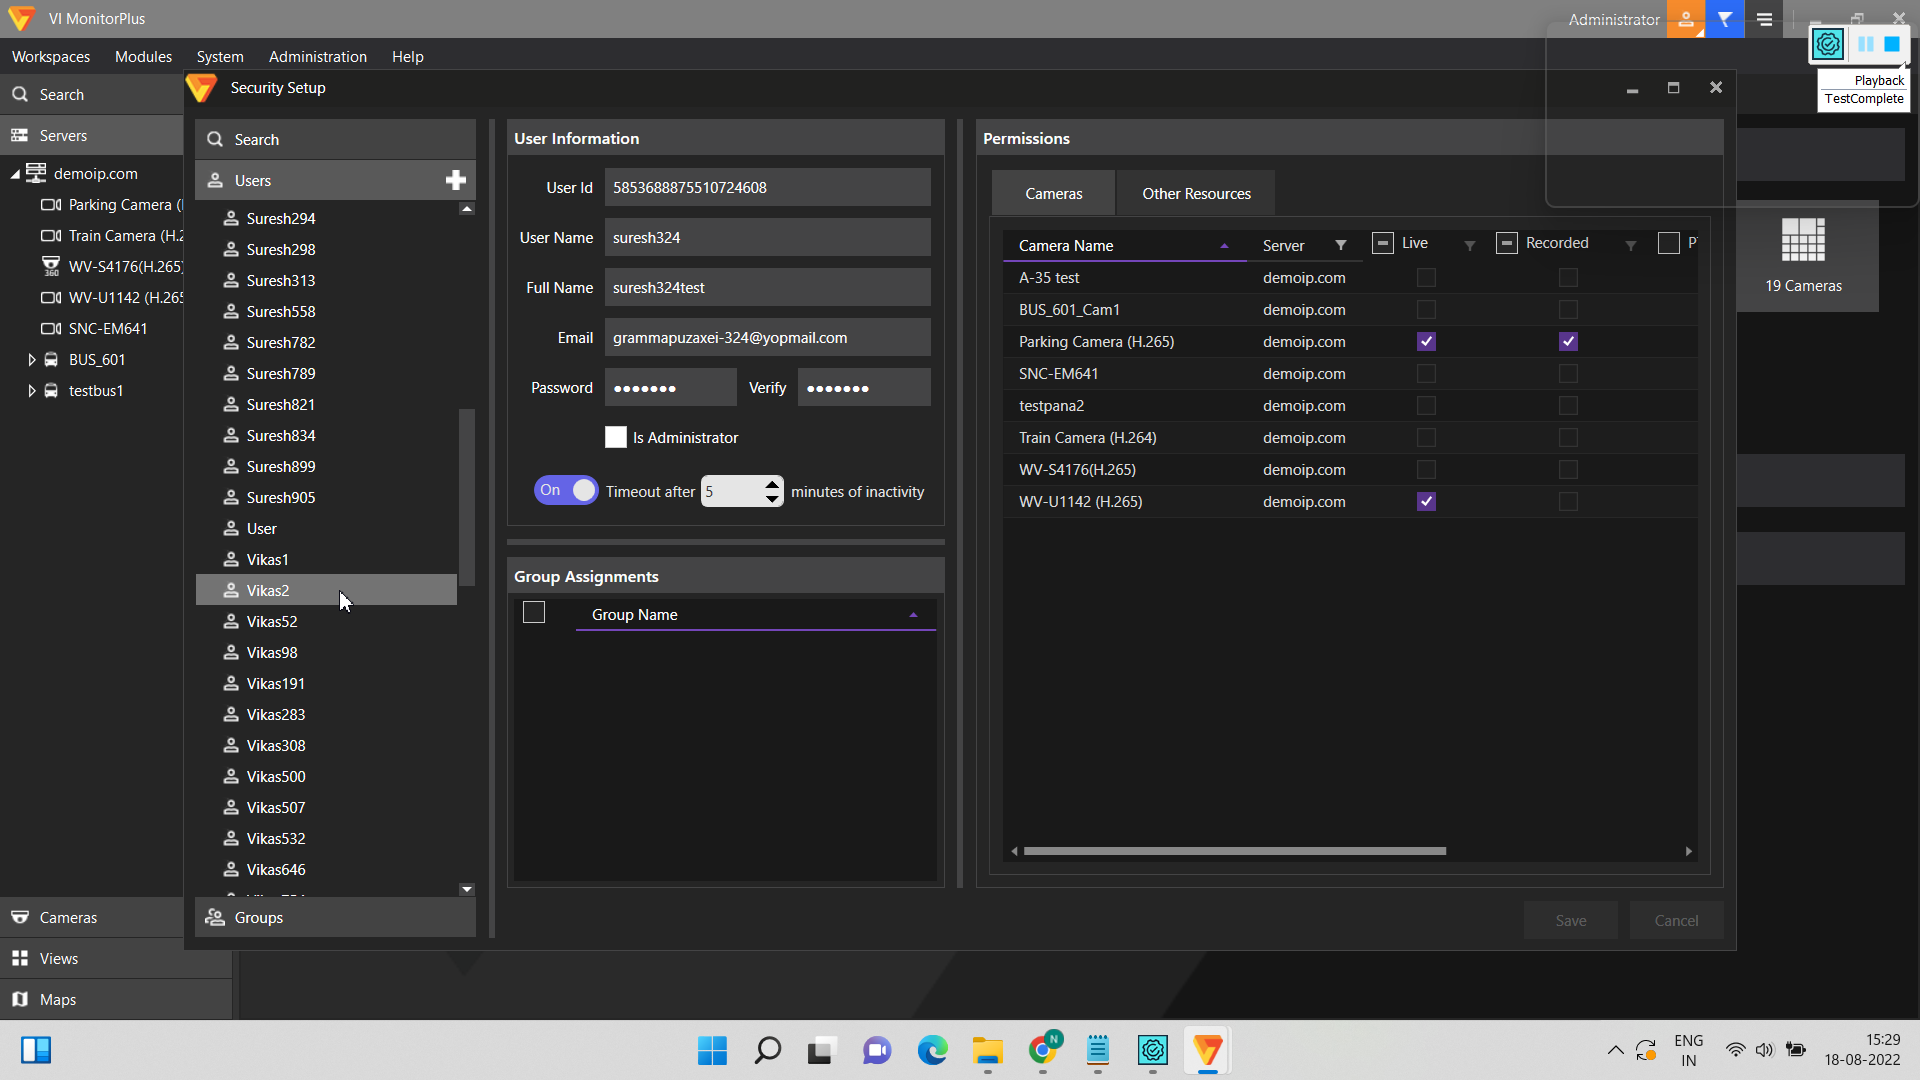 VI MonitorPlus
Administrator
Workspaces Modules System Administration Help
Playback
TestComplete
Search
Servers
demoip.com
Parking Camera (
Train Camera (H.2
WV-S4176(H.265)
360
WV-U1142 (H.265
SNC-EM641
BUS_601
testbus1
Cameras
Views
Maps
Security Setup
Search
Users
Suresh294
Suresh298
Suresh313
Suresh558
Suresh782
Suresh789
Suresh821
Suresh834
Suresh899
Suresh905
User
Vikas1
Vikas2
Vikas52
Vikas98
Vikas191
Vikas283
Vikas308
Vikas500
Vikas507
Vikas532
Vikas646
Groups
User Information
User Id 5853688875510724608
User Name suresh324
Full Name suresh324test
Email grammapuzaxei-324@yopmail.com
Password ●●●●●●● Verify ●●●●●●●
Is Administrator
On Timeout after 5 minutes of inactivity
Group Assignments
Group Name
Permissions
Cameras Other Resources
Camera Name Server Live Recorded
A-35 test demoip.com
BUS_601_Cam1 demoip.com
Parking Camera (H.265) demoip.com
SNC-EM641 demoip.com
testpana2 demoip.com
Train Camera (H.264) demoip.com
WV-S4176(H.265) demoip.com
WV-U1142 (H.265) demoip.com
Save Cancel
19 Cameras
N
ENG
IN
15:29
18-08-2022